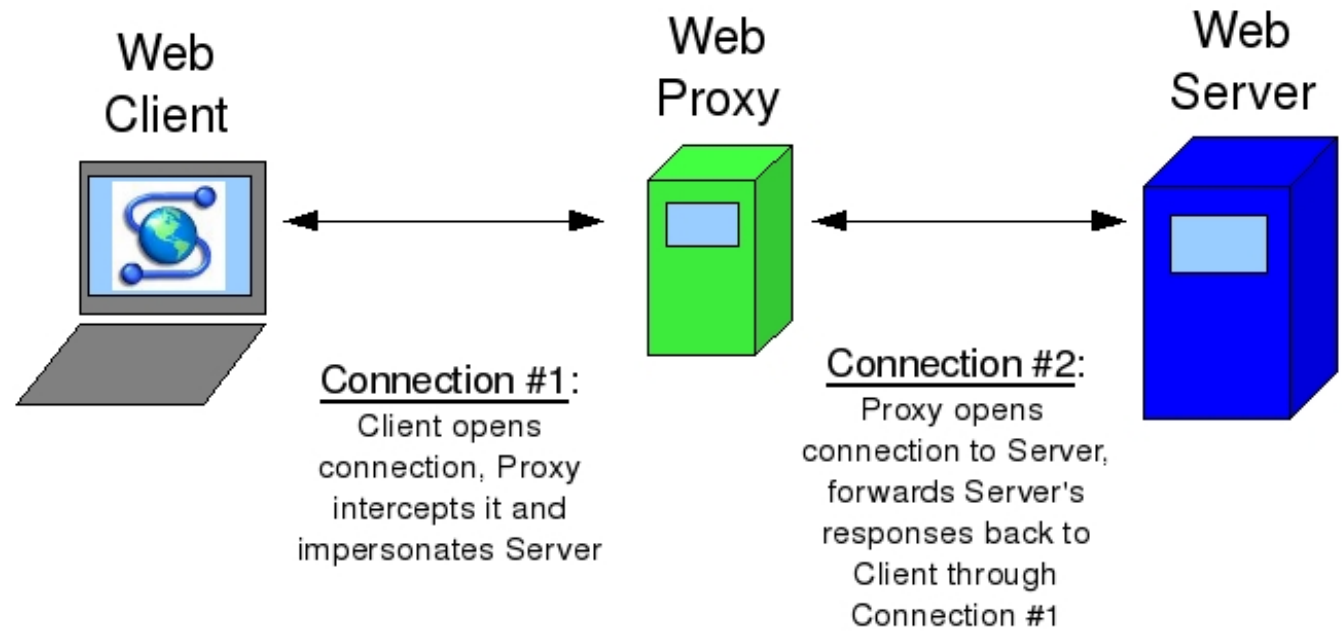 Web
Client
Web
Proxy
Web
Server
Connection #1:
Client opens
connection, Proxy
intercepts it and
impersonates Server
Connection #2:
Proxy opens
connection to Server,
forwards Server's
responses back to
Client through
Connection #1